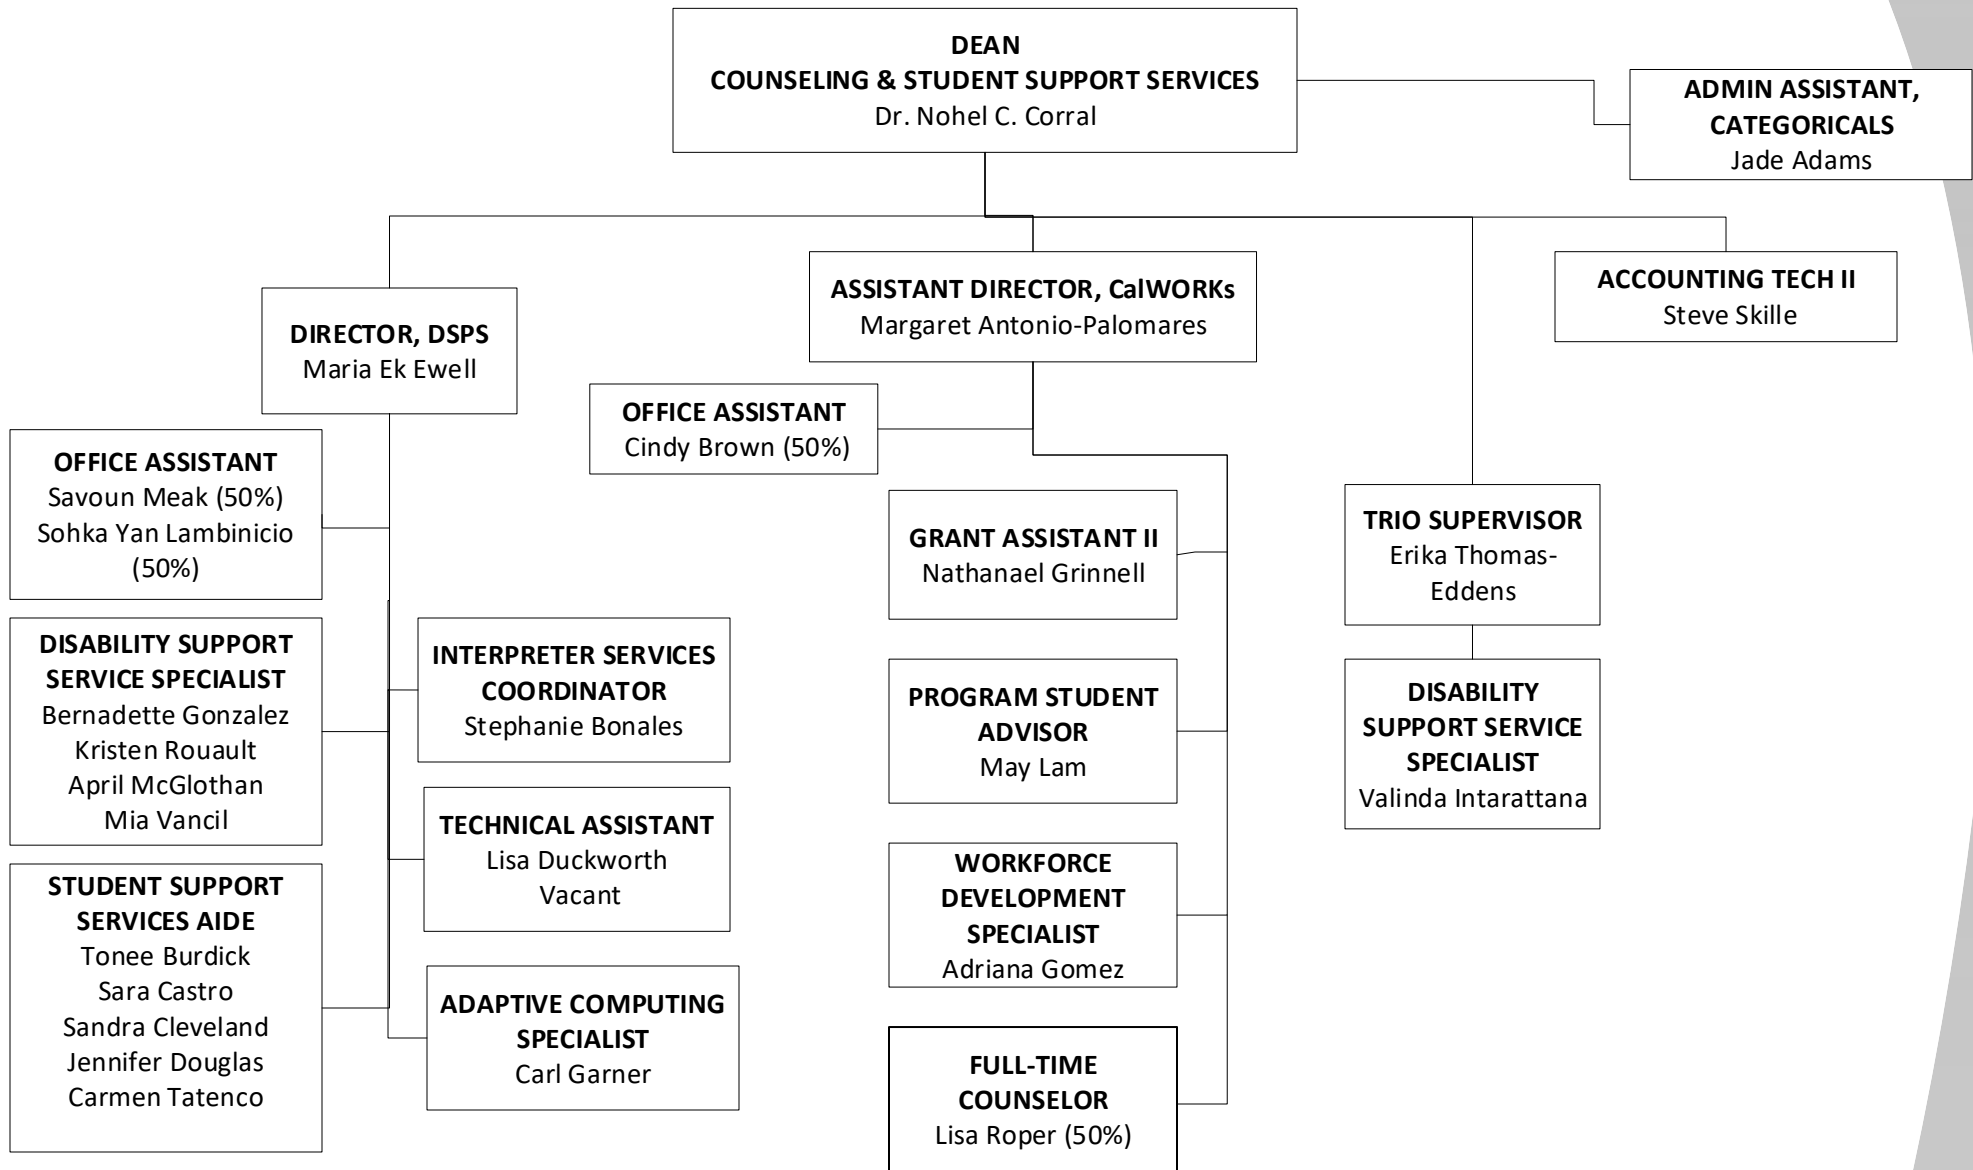 DEAN
COUNSELING & STUDENT SUPPORT SERVICES
Dr. Nohel C. Corral
ADMIN ASSISTANT,
CATEGORICALS
Jade Adams
DIRECTOR, DSPS
Maria Ek Ewell
ASSISTANT DIRECTOR, CalWORKs
Margaret Antonio-Palomares
ACCOUNTING TECH II
Steve Skille
OFFICE ASSISTANT
Savoun Meak (50%)
Sohka Yan Lambinicio
(50%)
DISABILITY SUPPORT
SERVICE SPECIALIST
Bernadette Gonzalez
Kristen Rouault
April McGlothan
Mia Vancil
STUDENT SUPPORT
SERVICES AIDE
Tonee Burdick
Sara Castro
Sandra Cleveland
Jennifer Douglas
Carmen Tatenco
INTERPRETER SERVICES
COORDINATOR
Stephanie Bonales
TECHNICAL ASSISTANT
Lisa Duckworth
Vacant
ADAPTIVE COMPUTING
SPECIALIST
Carl Garner
OFFICE ASSISTANT
Cindy Brown (50%)
GRANT ASSISTANT II
Nathanael Grinnell
PROGRAM STUDENT
ADVISOR
May Lam
WORKFORCE
DEVELOPMENT
SPECIALIST
Adriana Gomez
FULL-TIME
COUNSELOR
Lisa Roper (50%)
TRIO SUPERVISOR
Erika Thomas-
Eddens
DISABILITY
SUPPORT SERVICE
SPECIALIST
Valinda Intarattana